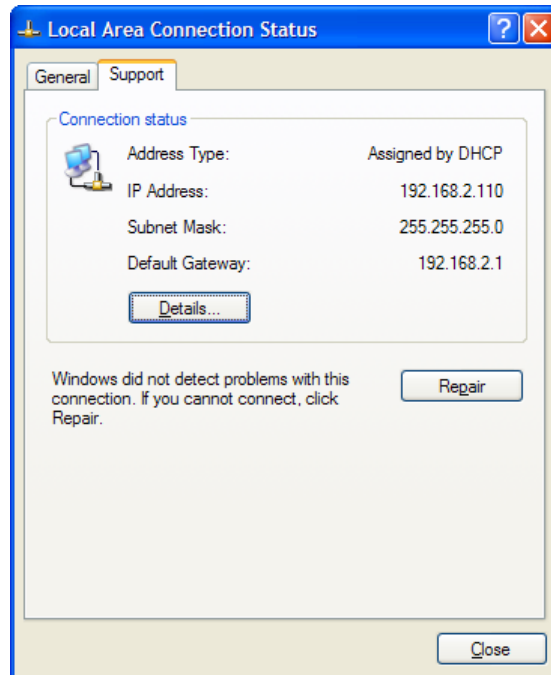 Local Area Connection Status
?
X
General
Support
Connection status
Address Type: Assigned by DHCP
IP Address: 192.168.2.110
Subnet Mask: 255.255.255.0
Default Gateway: 192.168.2.1
Details...
Windows did not detect problems with this
connection. If you cannot connect, click
Repair.
Repair
Close